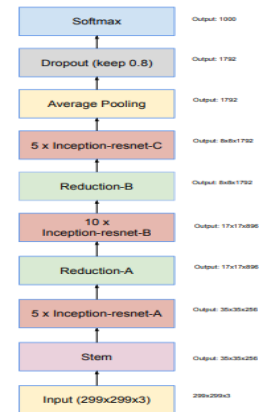 Softmax
Output: 1000
Dropout (keep 0.8)
Output: 1792
Average Pooling
Output: 1792
5 x Inception-resnet-C
Output: 8x8x1792
Reduction-B
Output: 8x8x1792
10 x
Inception-resnet-B
Output: 17x17x896
Reduction-A
Output: 17x17x896
5 x Inception-resnet-A
Output: 35x35x256
Stem
Output: 35x35x256
Input (299x299x3)
299x299x3